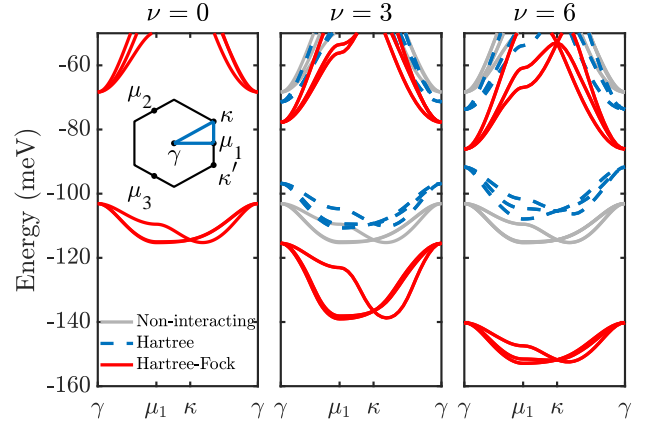 ν = 0
ν = 3
ν = 6
Energy (meV)
-60
-80
-100
-120
-140
-160
μ2
κ
γ
μ1
μ3
κ′
Non-interacting
Hartree
Hartree-Fock
γ μ1 κ γ
γ μ1 κ γ
γ μ1 κ γ